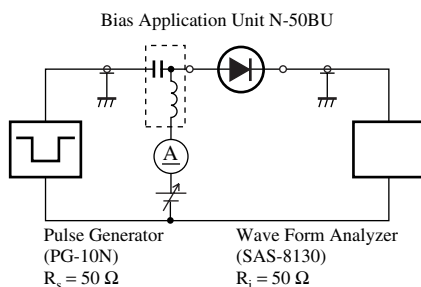 Bias Application Unit N-50BU
A
Pulse Generator
(PG-10N)
Rs = 50 Ω
Wave Form Analyzer
(SAS-8130)
Ri = 50 Ω